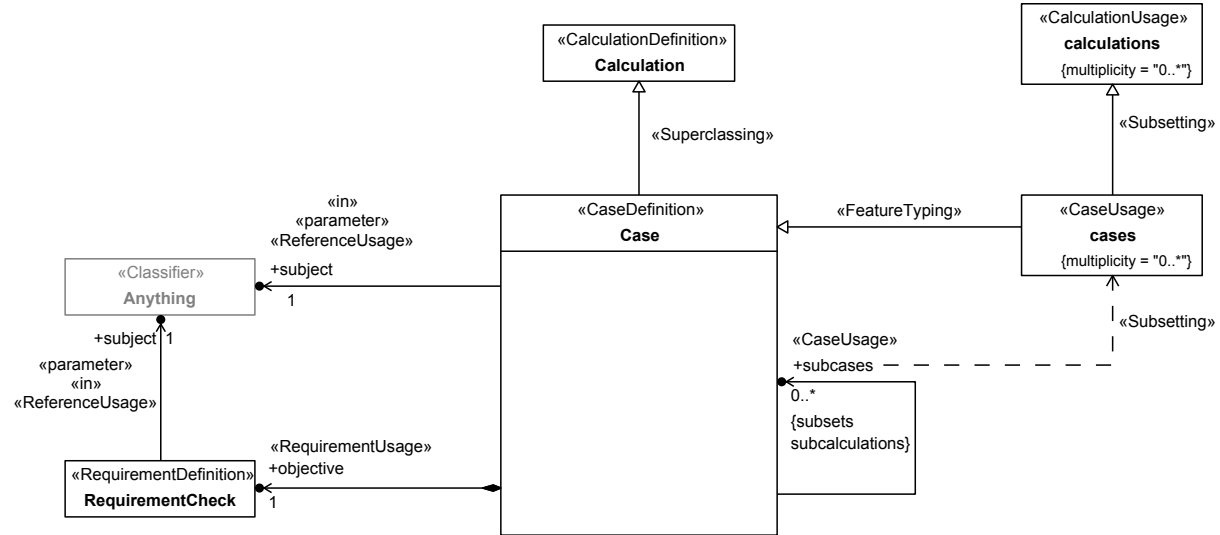 «CalculationDefinition»
Calculation
«CalculationUsage»
calculations
{multiplicity = "0..*"}
«Superclassing»
«Subsetting»
«in»
«parameter»
«ReferenceUsage»
+subject
1
«CaseDefinition»
Case
«FeatureTyping»
«CaseUsage»
cases
{multiplicity = "0..*"}
«Classifier»
Anything
+subject
1
«parameter»
«in»
«ReferenceUsage»
«Subsetting»
«CaseUsage»
+subcases
0..*
{subsets
subcalculations}
«RequirementUsage»
+objective
1
«RequirementDefinition»
RequirementCheck